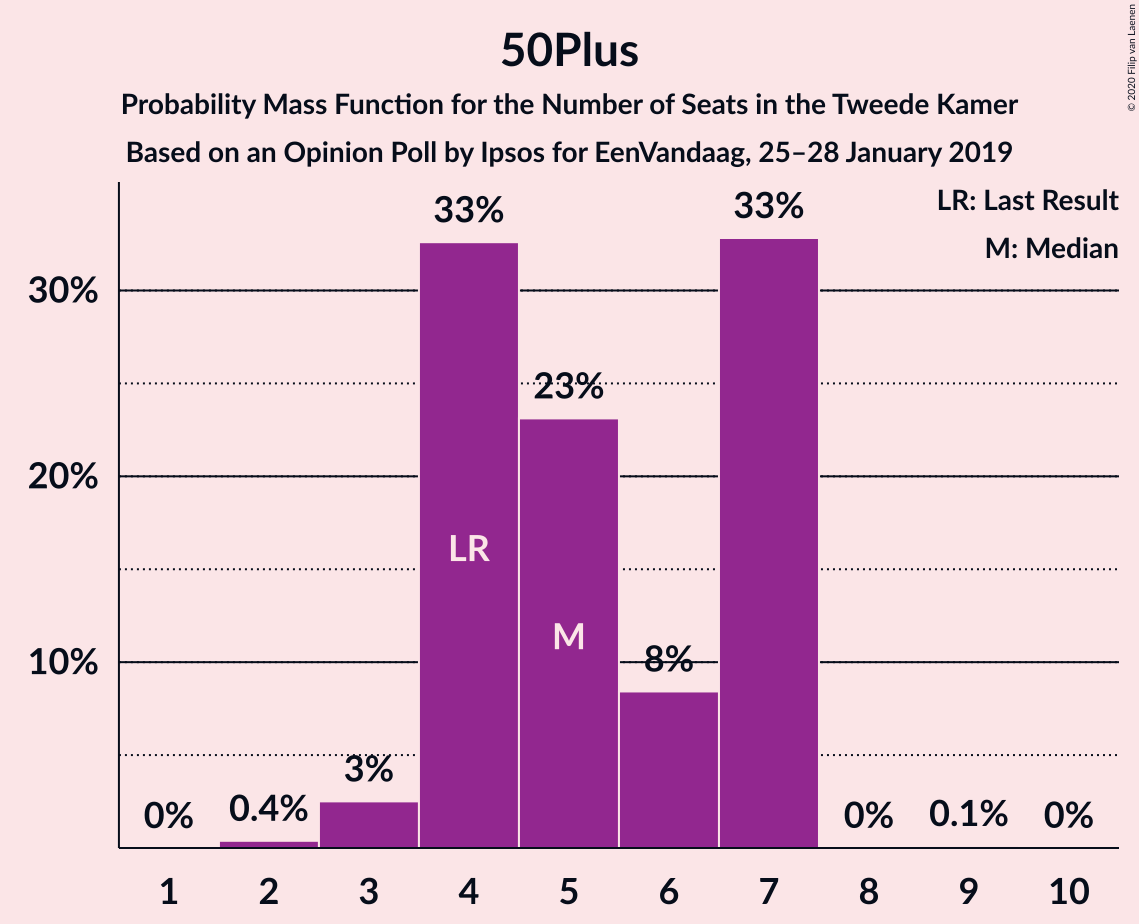 50Plus
Probability Mass Function for the Number of Seats in the Tweede Kamer
Based on an Opinion Poll by Ipsos for EenVandaag, 25–28 January 2019
© 2020 Filip van Laenen
LR: Last Result
M: Median
33%
33%
30%
23%
20%
LR
M
10%
8%
3%
0%
0.4%
0%
0.1%
0%
1 2 3 4 5 6 7 8 9 10